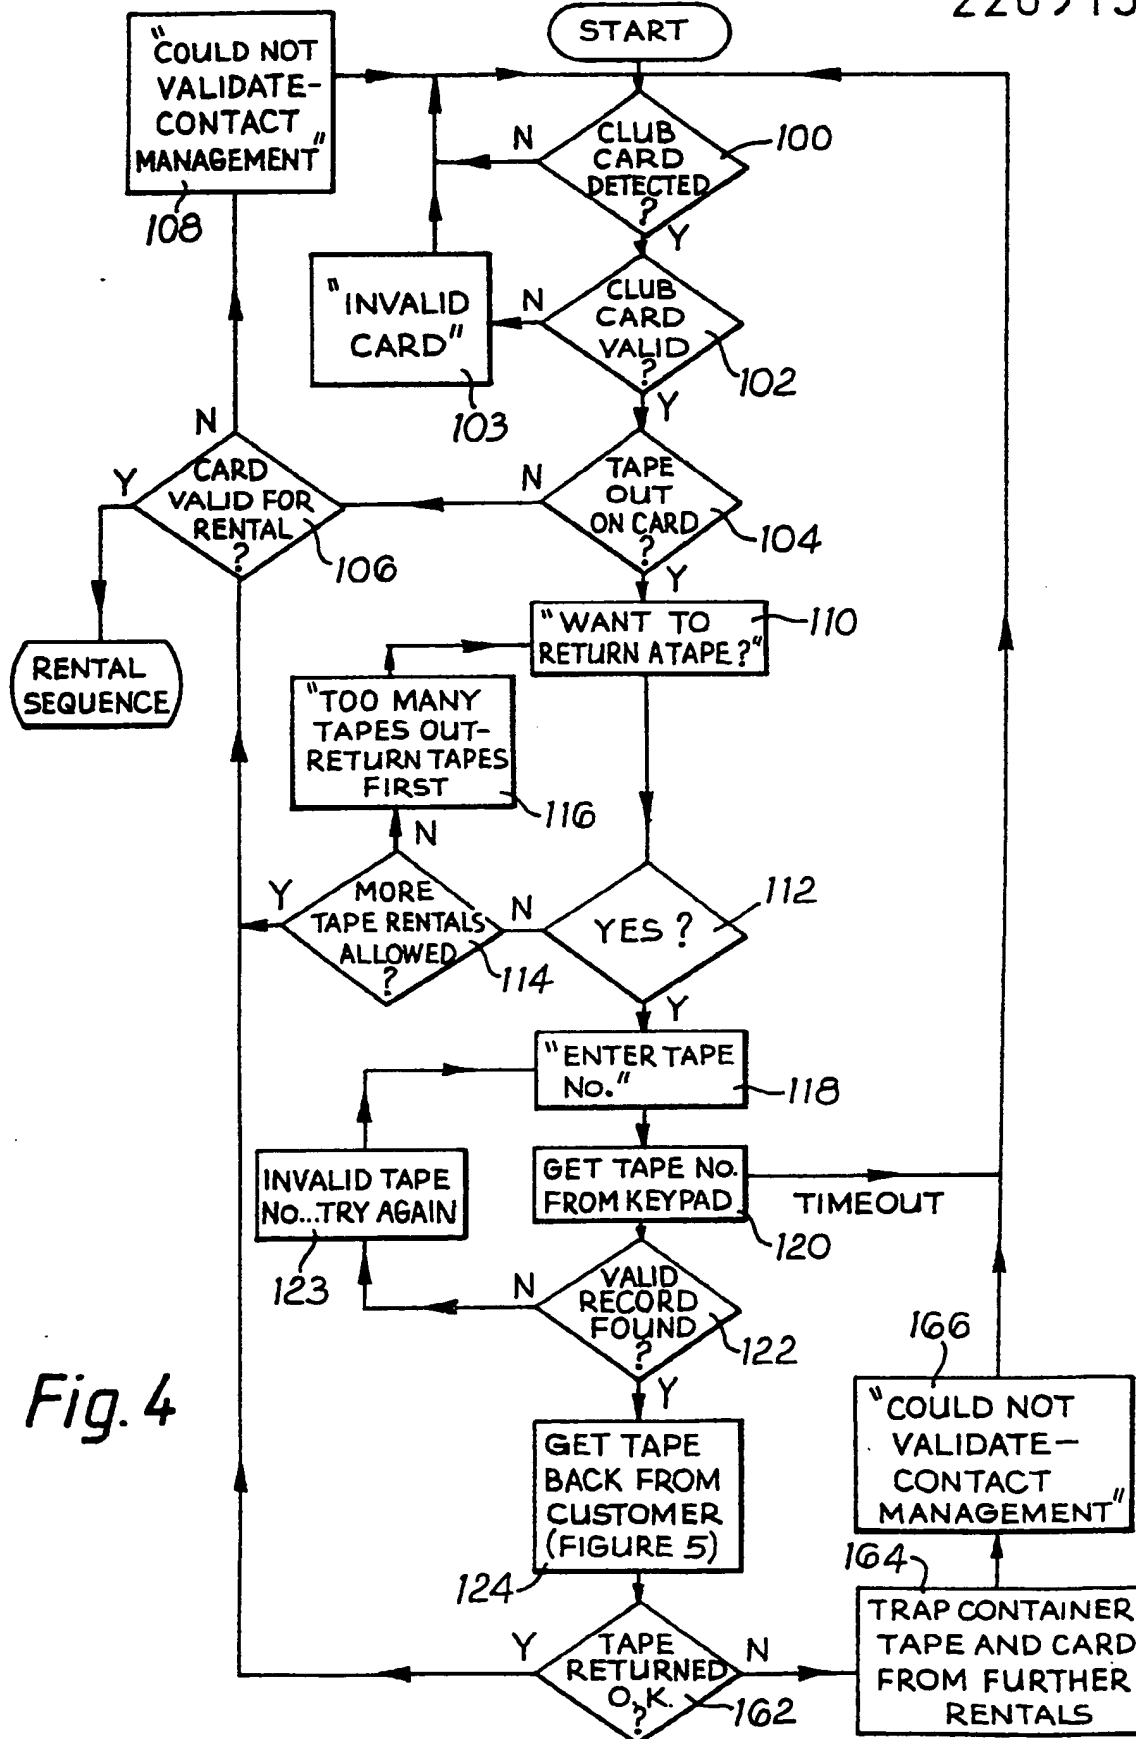 START
"COULD NOT
VALIDATE-
CONTACT
MANAGEMENT"
108
N
CLUB
CARD
DETECTED
?
100
Y
"INVALID
CARD"
103
N
CLUB
CARD
VALID
?
102
Y
N
Y
CARD
VALID FOR
RENTAL
?
106
N
TAPE
OUT
ON CARD
?
104
Y
RENTAL
SEQUENCE
"WANT TO
RETURN A TAPE?"
110
"TOO MANY
TAPES OUT-
RETURN TAPES
FIRST
116
N
Y
MORE
TAPE RENTALS
ALLOWED
?
114
N
YES ?
112
Y
"ENTER TAPE
No."
118
INVALID TAPE
No...TRY AGAIN
123
GET TAPE No.
FROM KEYPAD
120
TIMEOUT
N
VALID
RECORD
FOUND
?
122
Y
166
"COULD NOT
VALIDATE-
CONTACT
MANAGEMENT"
Fig. 4
GET TAPE
BACK FROM
CUSTOMER
(FIGURE 5)
124
164
TRAP CONTAINER
TAPE AND CARD
FROM FURTHER
RENTALS
Y
TAPE
RETURNED
O.K.
?
162
N